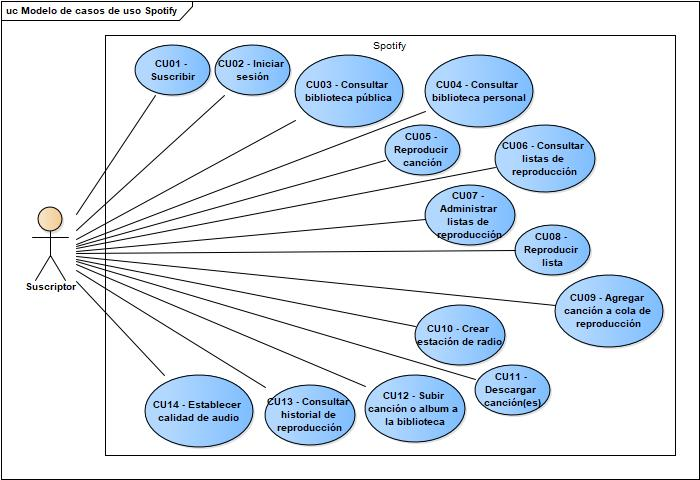 uc Modelo de casos de uso Spotify
Spotify
CU01 -
Suscribir
CU02 - Iniciar
sesión
CU03 - Consultar
biblioteca pública
CU04 - Consultar
biblioteca personal
CU05 -
Reproducir
canción
CU06 - Consultar
listas de
reproducción
CU07 -
Administrar
listas de
reproducción
CU08 -
Reproducir
lista
Suscriptor
CU09 - Agregar
canción a cola de
reproducción
CU10 - Crear
estación de radio
CU11 -
Descargar
canción(es)
CU12 - Subir
canción o album a
la biblioteca
CU13 - Consultar
historial de
reproducción
CU14 - Establecer
calidad de audio